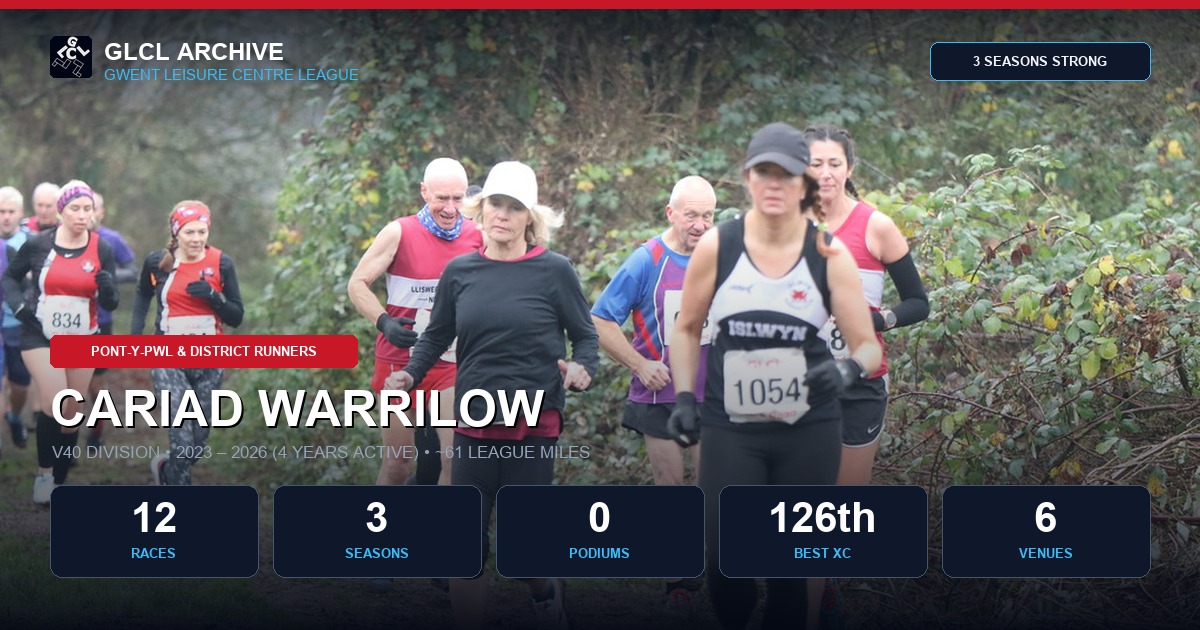 GLCL ARCHIVE
GWENT LEISURE CENTRE LEAGUE
3 SEASONS STRONG
834
ISLWYN
1054
PONT-Y-PWL & DISTRICT RUNNERS
CARIAD WARRILOW
V40 DIVISION • 2023 – 2026 (4 YEARS ACTIVE) • ~61 LEAGUE MILES
12
RACES
3
SEASONS
0
PODIUMS
126th
BEST XC
6
VENUES